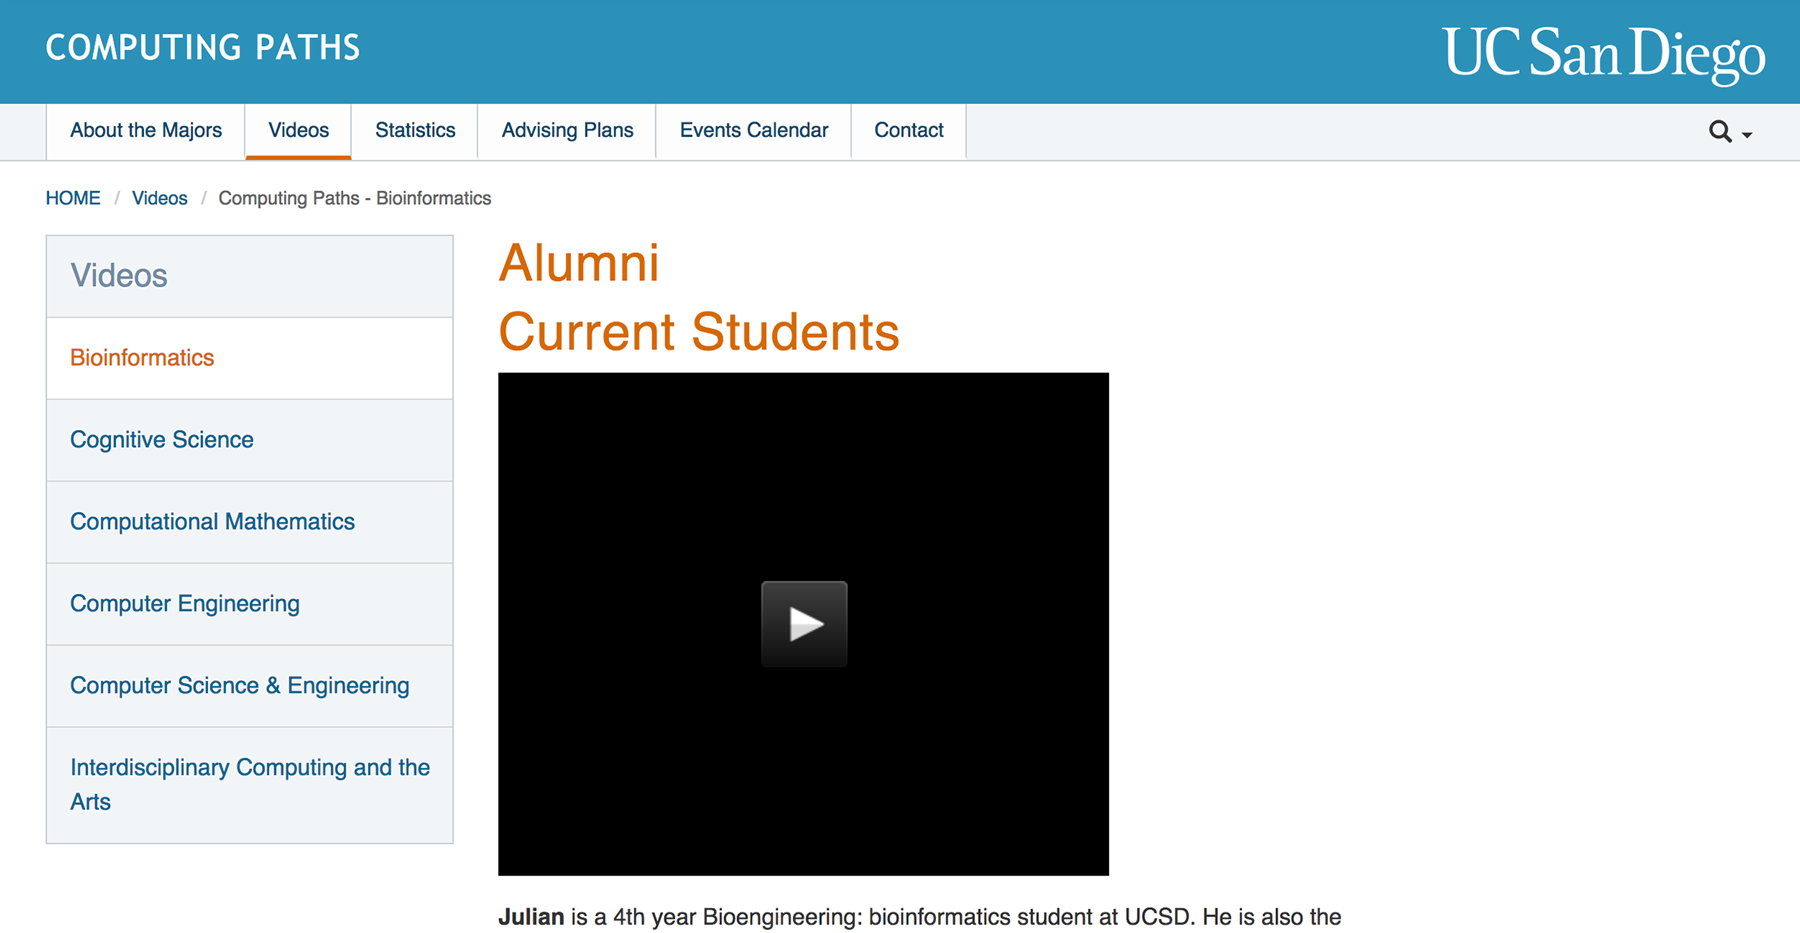 COMPUTING PATHS
UC San Diego
About the Majors
Videos
Statistics
Advising Plans
Events Calendar
Contact
HOME / Videos / Computing Paths - Bioinformatics
Videos
Bioinformatics
Cognitive Science
Computational Mathematics
Computer Engineering
Computer Science & Engineering
Interdisciplinary Computing and the
Arts
Alumni
Current Students
Julian is a 4th year Bioengineering: bioinformatics student at UCSD. He is also the